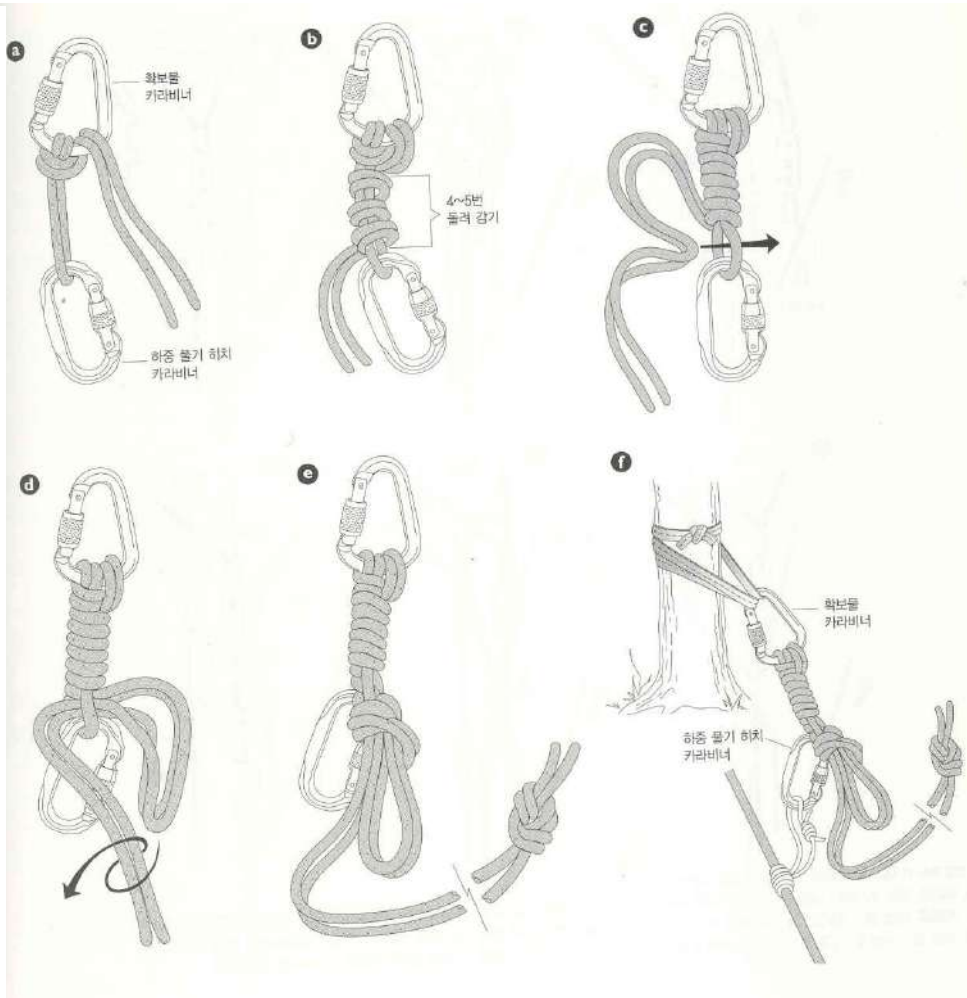 a
확보물
카라비너
하중 풀기 히치
카라비너
b
4~5번
돌려 감기
c
d
e
f
확보물
카라비너
하중 풀기 히치
카라비너